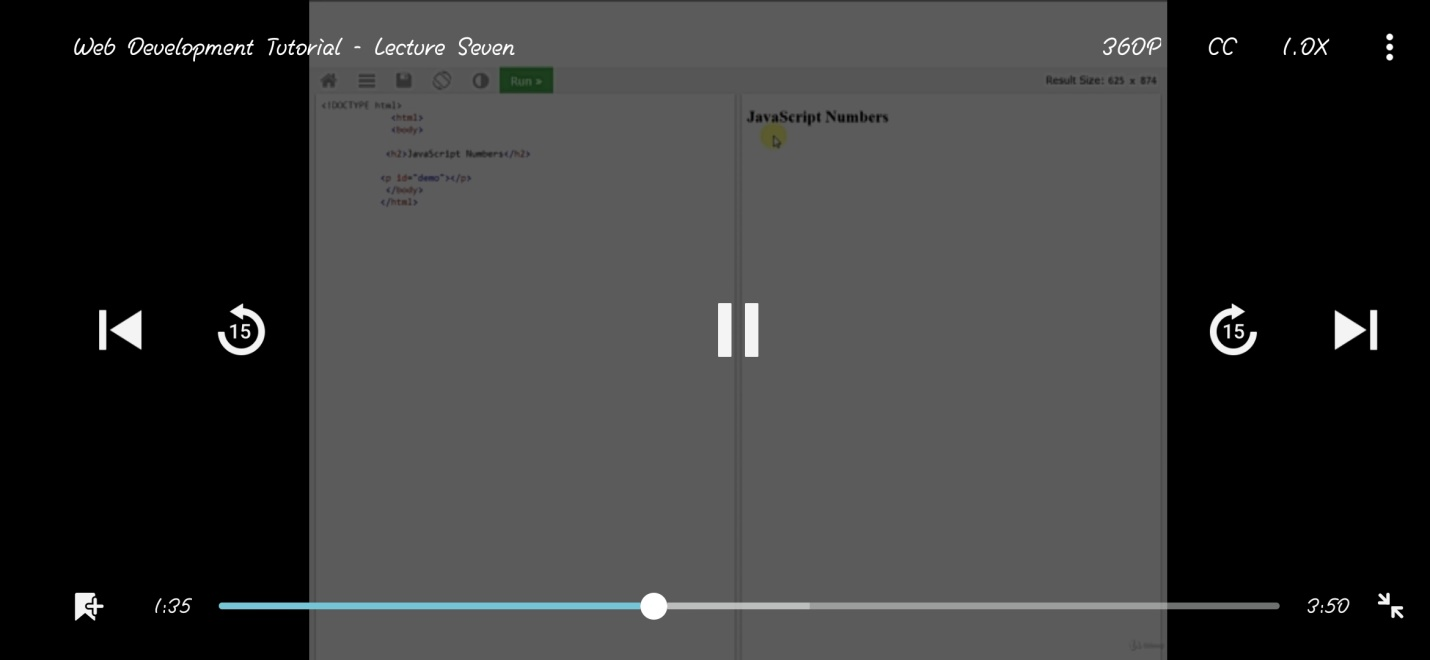 Web Development Tutorial - Lecture Seven
360P CC 1.0X
Run »
Result Size: 625 x 874
<!DOCTYPE html>
<html>
<body>
<h2>JavaScript Numbers</h2>
<p id="demo"></p>
</body>
</html>
JavaScript Numbers
15
15
1:35
3:50